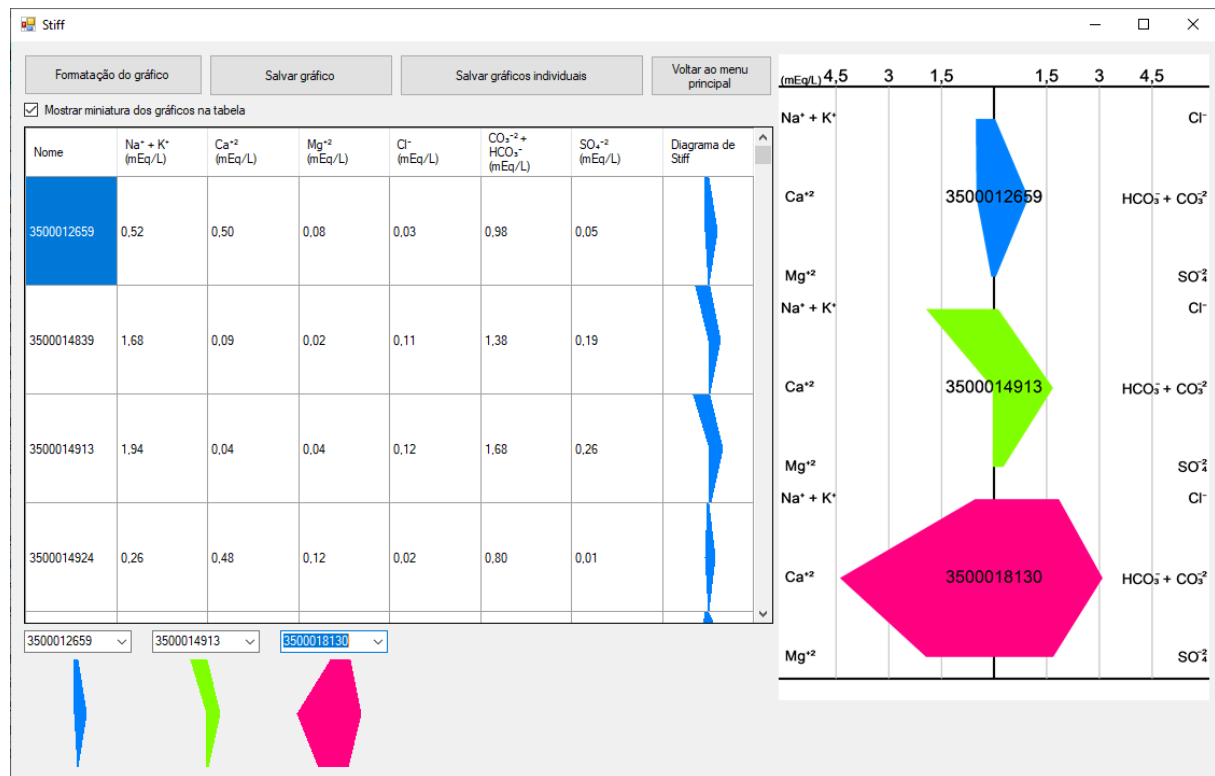 Stiff
Formatação do gráfico
Salvar gráfico
Salvar gráficos individuais
Voltar ao menu
principal
Mostrar miniatura dos gráficos na tabela
Nome Na⁺ + K⁺ (mEq/L) Ca⁺² (mEq/L) Mg⁺² (mEq/L) Cl⁻ (mEq/L) CO₃⁻² + HCO₃⁻ (mEq/L) SO₄⁻² (mEq/L) Diagrama de Stiff
3500012659 0,52 0,50 0,08 0,03 0,98 0,05
3500014839 1,68 0,09 0,02 0,11 1,38 0,19
3500014913 1,94 0,04 0,04 0,12 1,68 0,26
3500014924 0,26 0,48 0,12 0,02 0,80 0,01
3500012659 3500014913 3500018130
(mEq/L) 4,5 3 1,5 1,5 3 4,5
Na⁺ + K⁺ Cl⁻
Ca⁺² 3500012659 HCO₃⁻ + CO₃⁻²
Mg⁺² SO₄⁻²
Na⁺ + K⁺ Cl⁻
Ca⁺² 3500014913 HCO₃⁻ + CO₃⁻²
Mg⁺² SO₄⁻²
Na⁺ + K⁺ Cl⁻
Ca⁺² 3500018130 HCO₃⁻ + CO₃⁻²
Mg⁺² SO₄⁻²